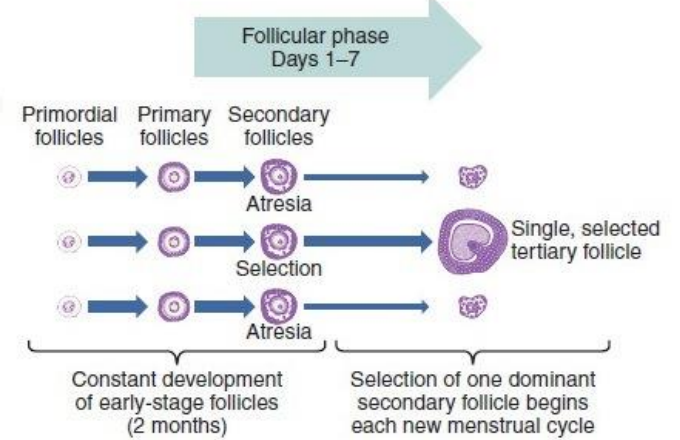 Follicular phase
Days 1–7
Primordial
follicles
Primary
follicles
Secondary
follicles
Atresia
Selection
Atresia
Single, selected
tertiary follicle
Constant development
of early-stage follicles
(2 months)
Selection of one dominant
secondary follicle begins
each new menstrual cycle